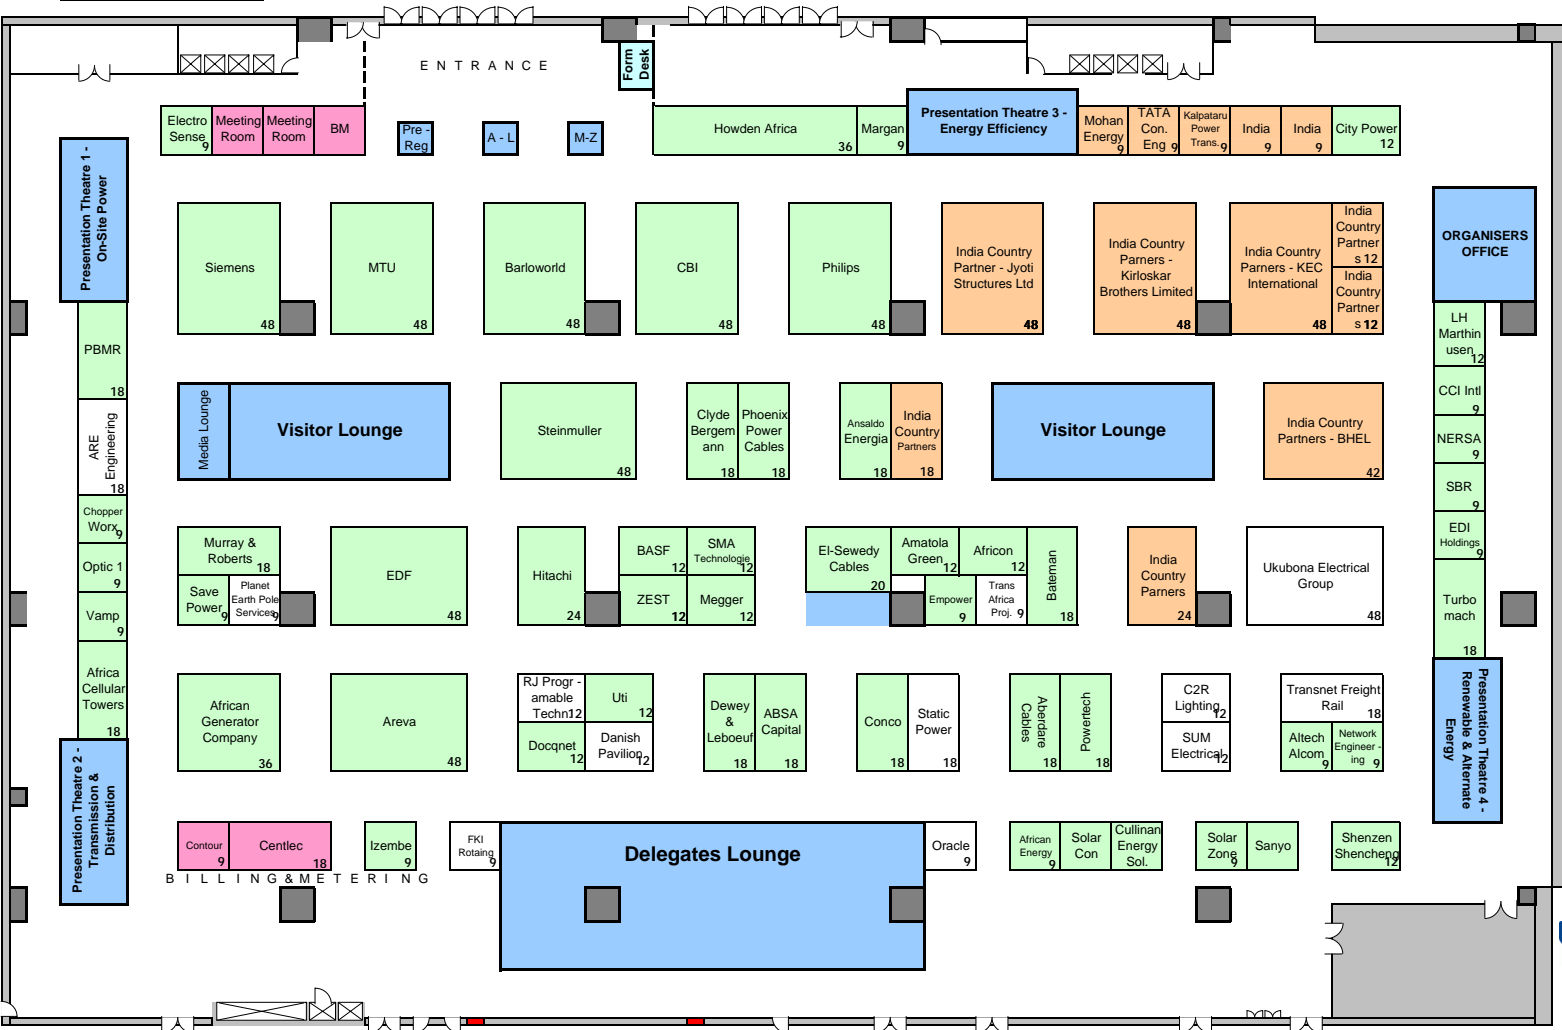 ENTRANCE
Form
Desk
Electro
Sense
9
Meeting
Room
Meeting
Room
BM
Pre -
Reg
A - L
M-Z
Howden Africa
36
Margan
9
Presentation Theatre 3 -
Energy Efficiency
Mohan
Energy
9
TATA
Con.
Eng
9
Kalpataru
Power
Trans.
9
India
9
India
9
City Power
12
Presentation Theatre 1 -
On-Site Power
Siemens
48
MTU
48
Barloworld
48
CBI
48
Philips
48
India Country
Partner - Jyoti
Structures Ltd
48
India Country
Parners -
Kirloskar
Brothers Limited
48
India Country
Parners - KEC
International
48
India
Country
Partner
s 12
India
Country
Partner
s 12
ORGANISERS
OFFICE
PBMR
18
ARE
Engineering
18
Chopper
Worx
9
Optic 1
9
Vamp
9
Africa
Cellular
Towers
18
Presentation Theatre 2 -
Transmission &
Distribution
Media Lounge
Visitor Lounge
Steinmuller
48
Clyde
Bergem
ann
18
Phoenix
Power
Cables
18
Ansaldo
Energia
18
India
Country
Partners
18
Visitor Lounge
India Country
Partners - BHEL
42
LH
Marthin
usen
12
CCI Intl
9
NERSA
9
SBR
9
EDI
Holdings
9
Turbo
mach
18
Presentation Theatre 4 -
Renewable & Alternate
Energy
Murray &
Roberts
18
Save
Power
9
Planet
Earth Pole
Services
9
EDF
48
Hitachi
24
BASF
12
SMA
Technologie
12
ZEST
12
Megger
12
El-Sewedy
Cables
20
Amatola
Green
12
Africon
12
Empower
9
Trans
Africa
Proj.
9
Bateman
18
India
Country
Parners
24
Ukubona Electrical
Group
48
African
Generator
Company
36
Areva
48
RJ Progr -
amable
Techn
12
Uti
12
Docqnet
12
Danish
Pavilion
12
Dewey
&
Leboeuf
18
ABSA
Capital
18
Conco
18
Static
Power
18
Aberdare
Cables
18
Powertech
18
C2R
Lighting
12
SUM
Electrical
12
Transnet Freight
Rail
18
Altech
Alcom
9
Network
Engineer -
ing
9
Contour
9
Centlec
18
Izembe
9
BILLING&METERING
FKI
Rotaing
9
Delegates Lounge
Oracle
9
African
Energy
9
Solar
Con
Cullinan
Energy
Sol.
Solar
Zone
9
Sanyo
Shenzen
Shencheng
12